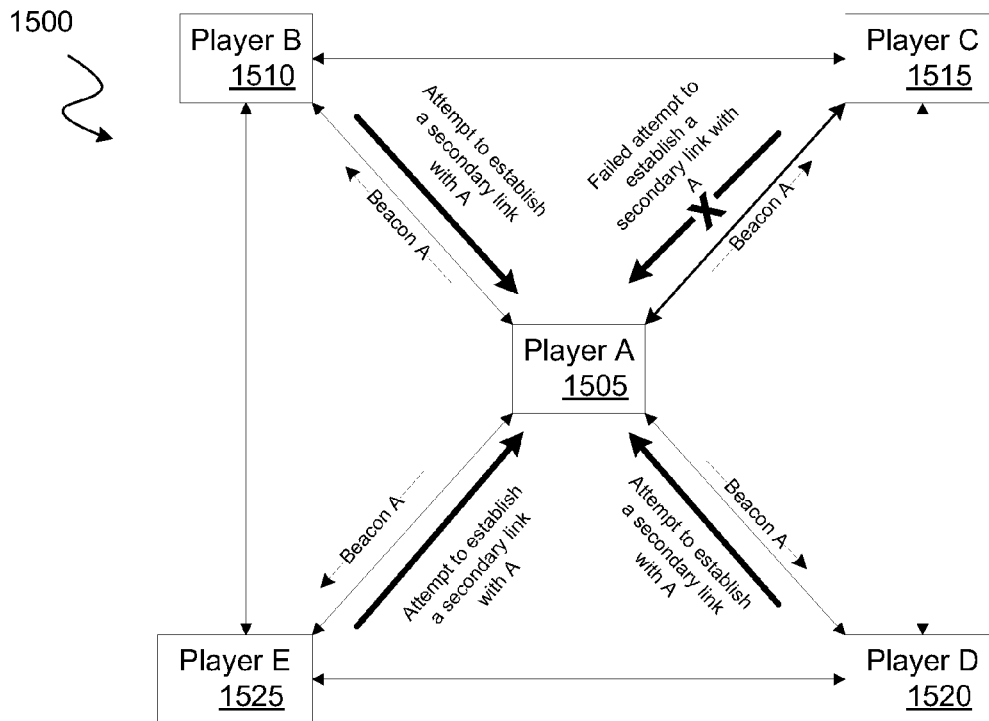 1500
Player B
1510
Player C
1515
Attempt to establish
a secondary link
with A
Beacon A
Failed attempt to
establish a
secondary link with
A
X
Beacon A
Player A
1505
Beacon A
Attempt to establish
a secondary link
with A
Beacon A
Attempt to establish
a secondary link
with A
Player E
1525
Player D
1520